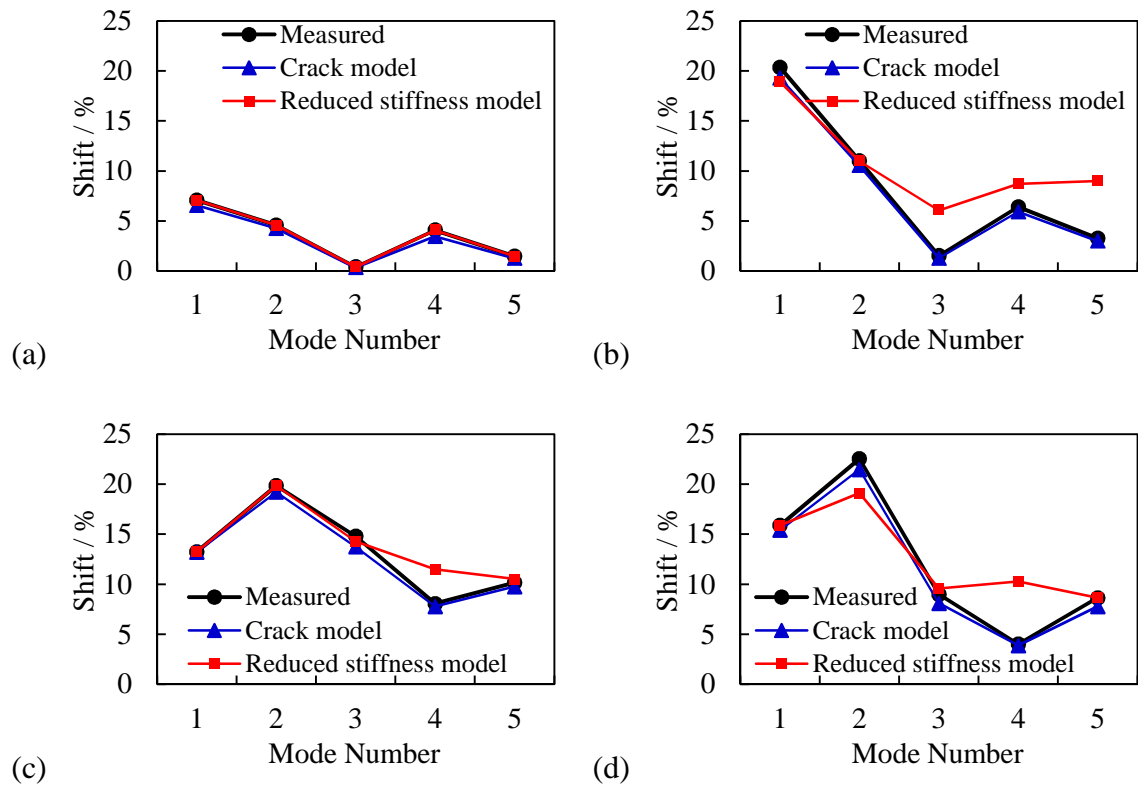 25
20
15
10
5
0
Shift / %
Measured
Crack model
Reduced stiffness model
1 2 3 4 5
Mode Number
(a)
25
20
15
10
5
0
Shift / %
Measured
Crack model
Reduced stiffness model
1 2 3 4 5
Mode Number
(b)
25
20
15
10
5
0
Shift / %
Measured
Crack model
Reduced stiffness model
1 2 3 4 5
Mode Number
(c)
25
20
15
10
5
0
Shift / %
Measured
Crack model
Reduced stiffness model
1 2 3 4 5
Mode Number
(d)